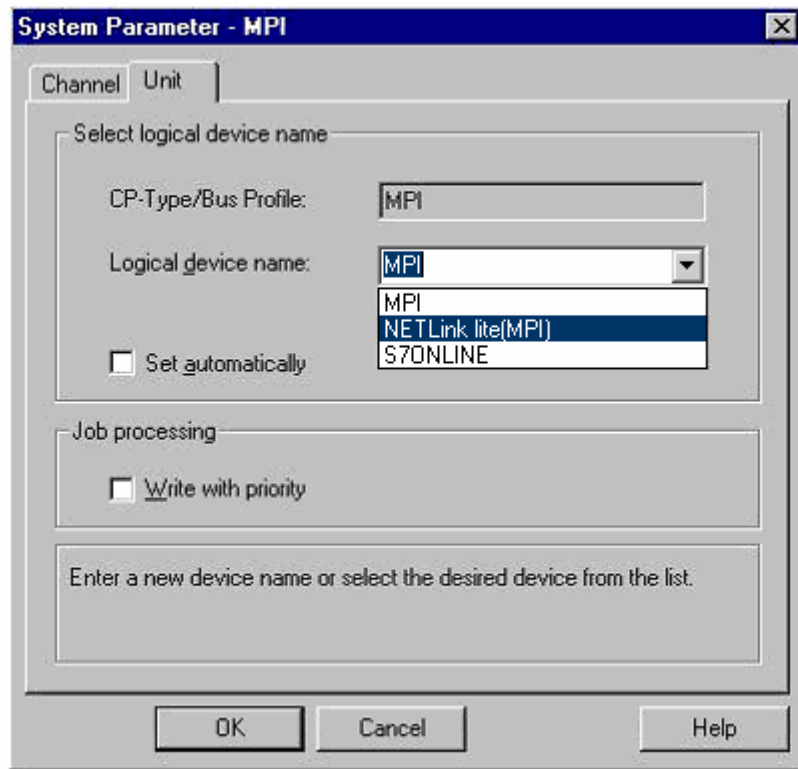 System Parameter - MPI
Channel
Unit
Select logical device name
CP-Type/Bus Profile:
MPI
Logical device name:
MPI
MPI
NETLink lite(MPI)
S7ONLINE
Set automatically
Job processing
Write with priority
Enter a new device name or select the desired device from the list.
OK
Cancel
Help